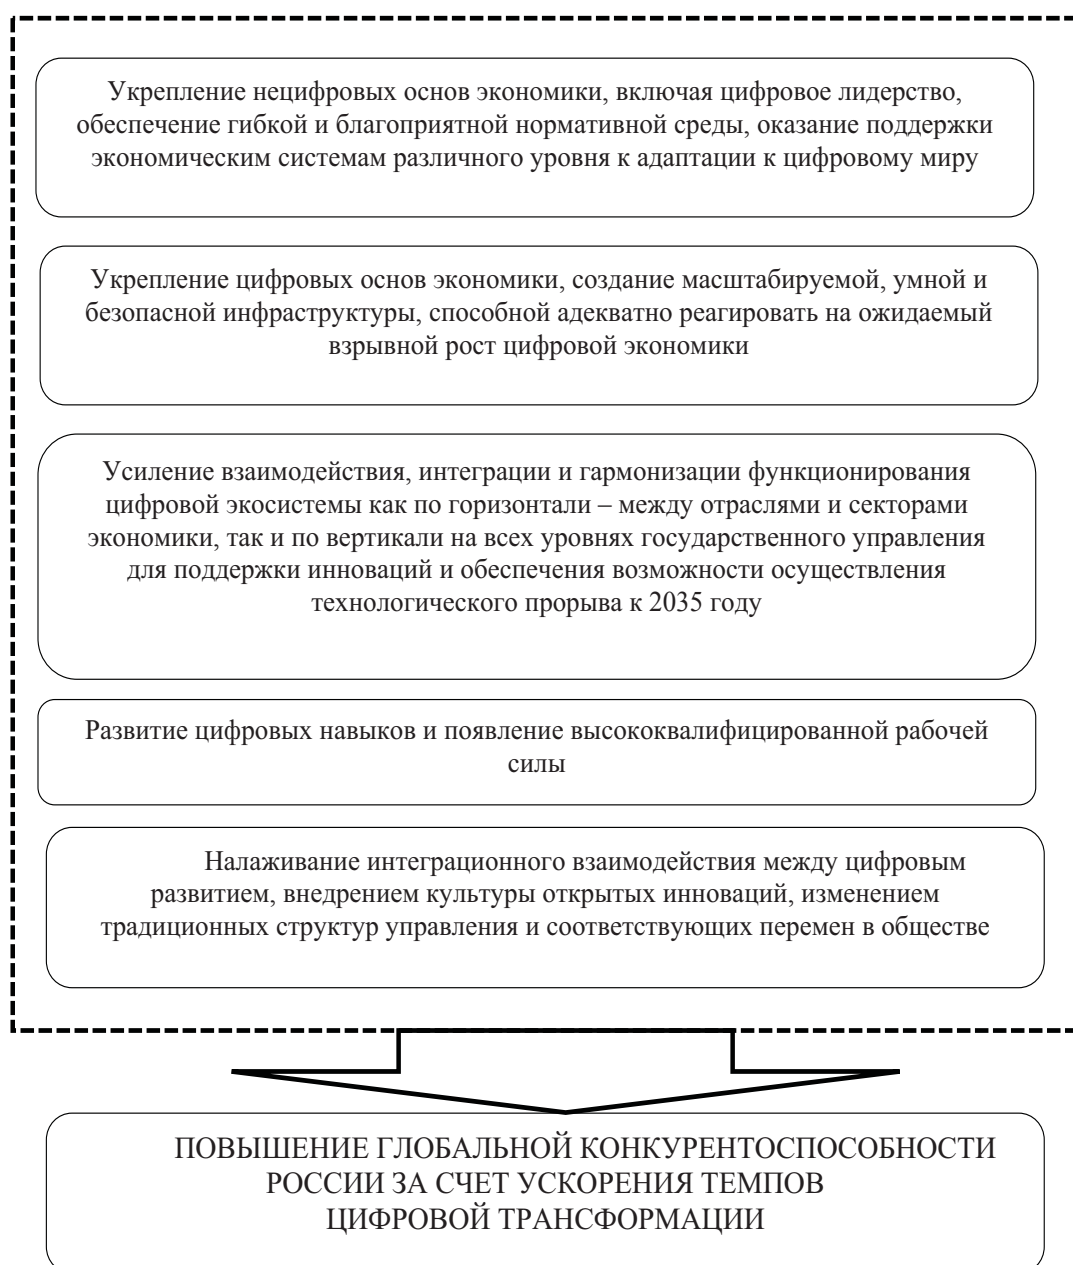 Укрепление нецифровых основ экономики, включая цифровое лидерство,
обеспечение гибкой и благоприятной нормативной среды, оказание поддержки
экономическим системам различного уровня к адаптации к цифровому миру
Укрепление цифровых основ экономики, создание масштабируемой, умной и
безопасной инфраструктуры, способной адекватно реагировать на ожидаемый
взрывной рост цифровой экономики
Усиление взаимодействия, интеграции и гармонизации функционирования
цифровой экосистемы как по горизонтали – между отраслями и секторами
экономики, так и по вертикали на всех уровнях государственного управления
для поддержки инноваций и обеспечения возможности осуществления
технологического прорыва к 2035 году
Развитие цифровых навыков и появление высококвалифицированной рабочей
силы
Налаживание интеграционного взаимодействия между цифровым
развитием, внедрением культуры открытых инноваций, изменением
традиционных структур управления и соответствующих перемен в обществе
ПОВЫШЕНИЕ ГЛОБАЛЬНОЙ КОНКУРЕНТОСПОСОБНОСТИ
РОССИИ ЗА СЧЕТ УСКОРЕНИЯ ТЕМПОВ
ЦИФРОВОЙ ТРАНСФОРМАЦИИ